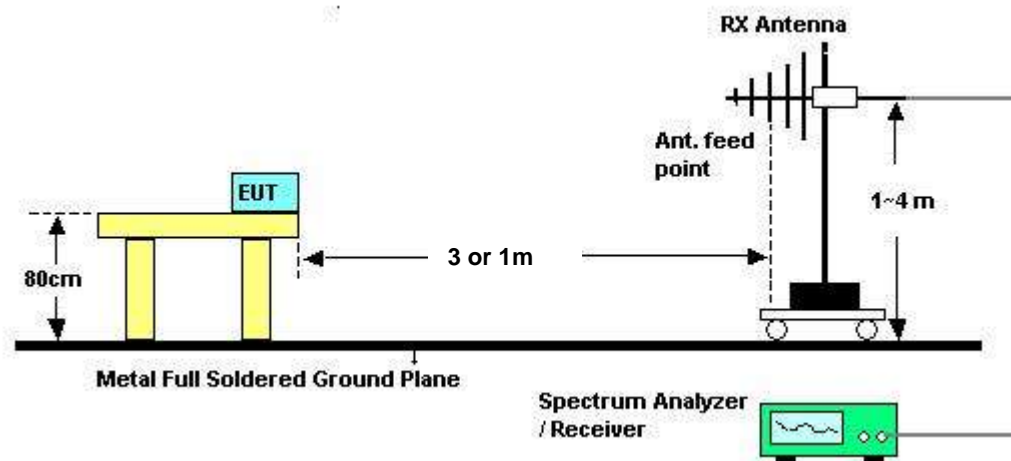 RX Antenna
Ant. feed
point
EUT
1~4 m
3 or 1m
80cm
Metal Full Soldered Ground Plane
Spectrum Analyzer
/ Receiver